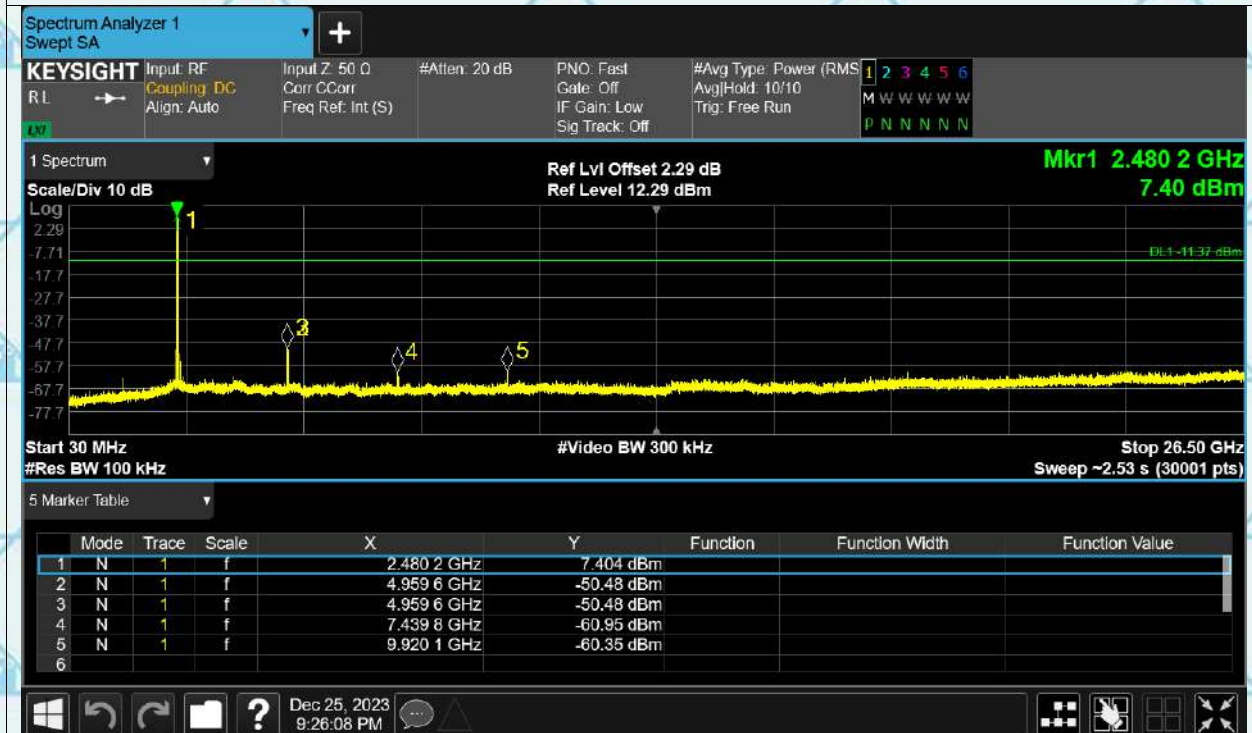 Spectrum Analyzer 1
Swept SA
+
KEYSIGHT
RL
LXI
Input: RF
Coupling: DC
Align: Auto
Input Z: 50 Ω
Corr CCorr
Freq Ref: Int (S)
#Atten: 20 dB
PNO: Fast
Gate: Off
IF Gain: Low
Sig Track: Off
#Avg Type: Power (RMS
Avg|Hold: 10/10
Trig: Free Run
1 2 3 4 5 6
M W W W W W
P N N N N N
1 Spectrum
Scale/Div 10 dB
Ref Lvl Offset 2.29 dB
Ref Level 12.29 dBm
Mkr1 2.480 2 GHz
7.40 dBm
Log
2.29
-7.71
-17.7
-27.7
-37.7
-47.7
-57.7
-67.7
-77.7
1
3
4
5
DL1 -11.37 dBm
Start 30 MHz
#Video BW 300 kHz
Stop 26.50 GHz
#Res BW 100 kHz
Sweep ~2.53 s (30001 pts)
5 Marker Table
Mode Trace Scale X Y Function Function Width Function Value
1 N 1 f 2.480 2 GHz 7.404 dBm
2 N 1 f 4.959 6 GHz -50.48 dBm
3 N 1 f 4.959 6 GHz -50.48 dBm
4 N 1 f 7.439 8 GHz -60.95 dBm
5 N 1 f 9.920 1 GHz -60.35 dBm
6
?
Dec 25, 2023
9:26:08 PM